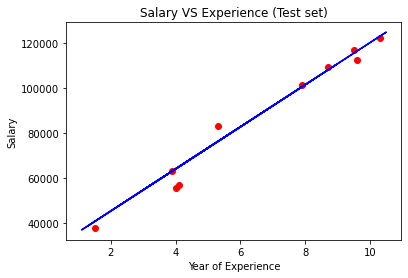 Salary VS Experience (Test set)
120000
100000
80000
60000
40000
Salary
2 4 6 8 10
Year of Experience